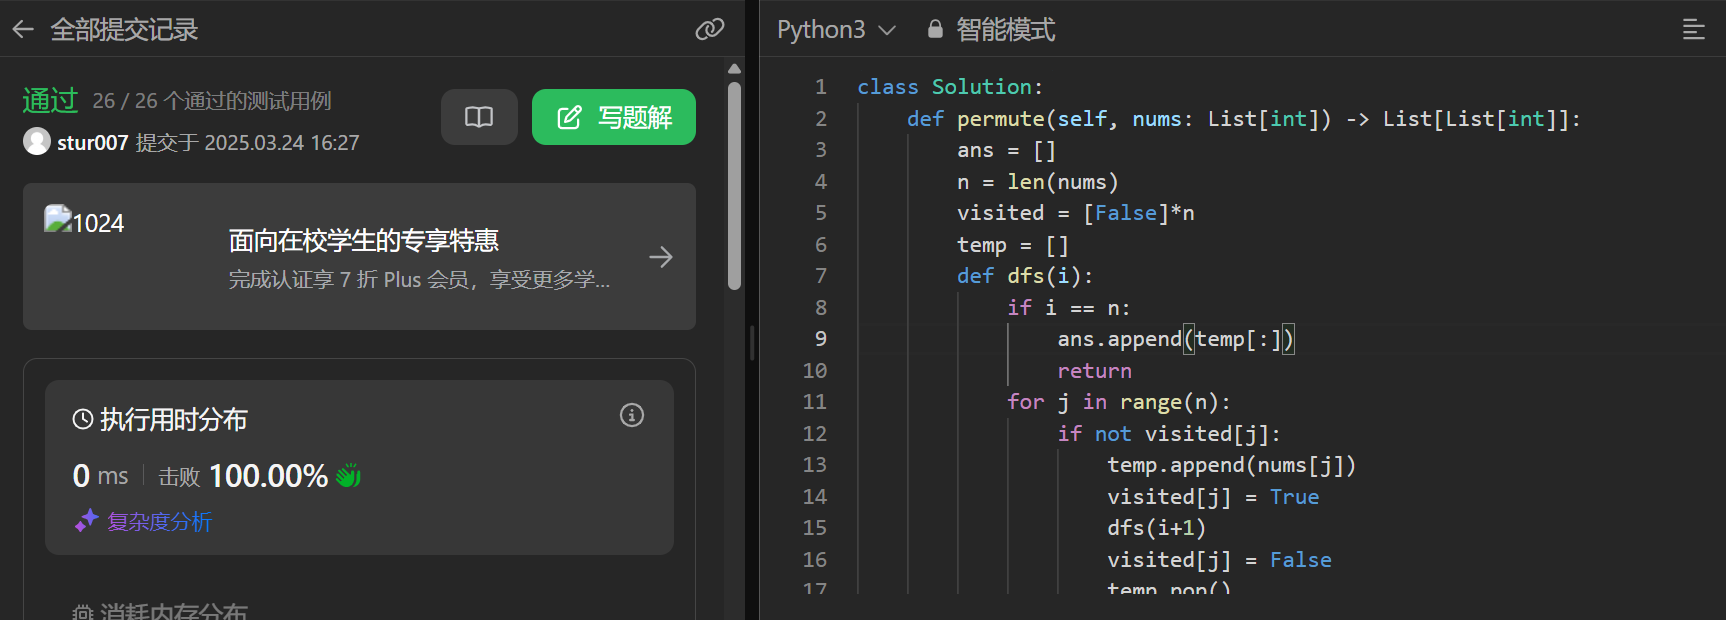 全部提交记录
通过 26 / 26 个通过的测试用例
stur007 提交于 2025.03.24 16:27
写题解
1024
面向在校学生的专享特惠
完成认证享 7 折 Plus 会员，享受更多学...
执行用时分布
0 ms 击败 100.00%
复杂度分析
消耗内存分布
Python3 智能模式
1 class Solution:
2 def permute(self, nums: List[int]) -> List[List[int]]:
3 ans = []
4 n = len(nums)
5 visited = [False]*n
6 temp = []
7 def dfs(i):
8 if i == n:
9 ans.append(temp[:])
10 return
11 for j in range(n):
12 if not visited[j]:
13 temp.append(nums[j])
14 visited[j] = True
15 dfs(i+1)
16 visited[j] = False
17 temp.pop()